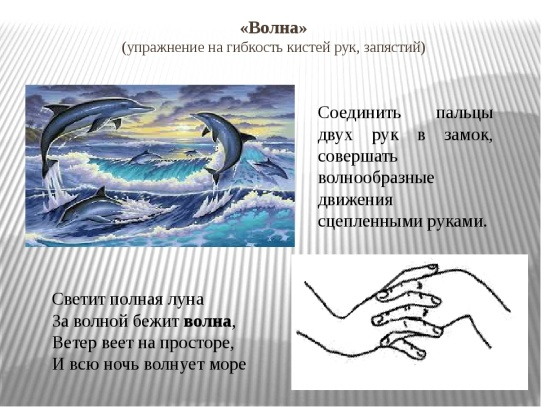 «Волна»
(упражнение на гибкость кистей рук, запястий)
Соединить пальцы
двух рук в замок,
совершать
волнообразные
движения
сцепленными руками.
Светит полная луна
За волной бежит волна,
Ветер веет на просторе,
И всю ночь волнует море